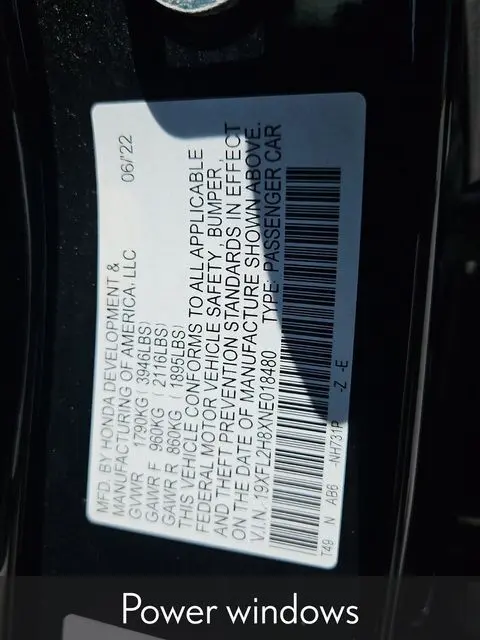 MFD. BY HONDA DEVELOPMENT &
MANUFACTURING OF AMERICA, LLC 06/'22
GVWR 1790KG ( 3946LBS)
GAWR F 960KG ( 2116LBS)
GAWR R 860KG ( 1895LBS)
THIS VEHICLE CONFORMS TO ALL APPLICABLE
FEDERAL MOTOR VEHICLE SAFETY, BUMPER,
AND THEFT PREVENTION STANDARDS IN EFFECT
ON THE DATE OF MANUFACTURE SHOWN ABOVE.
V.I.N. 19XFL2H8XNE018480 TYPE: PASSENGER CAR
T49 N AB6 -NH731P -Z -E
Power windows